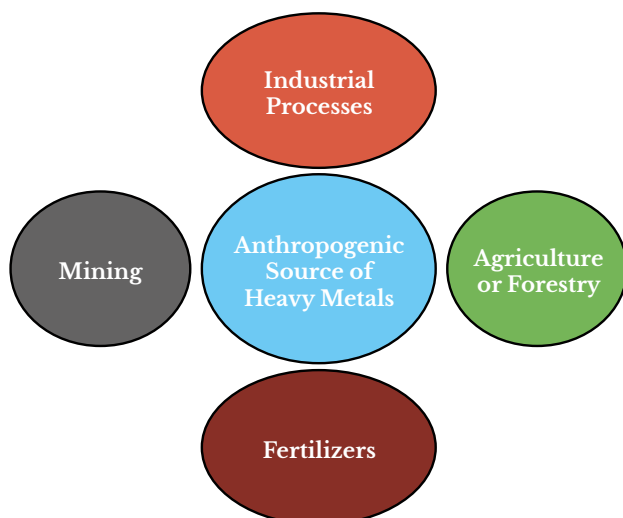 Industrial
Processes
Mining
Anthropogenic
Source of
Heavy Metals
Agriculture
or Forestry
Fertilizers